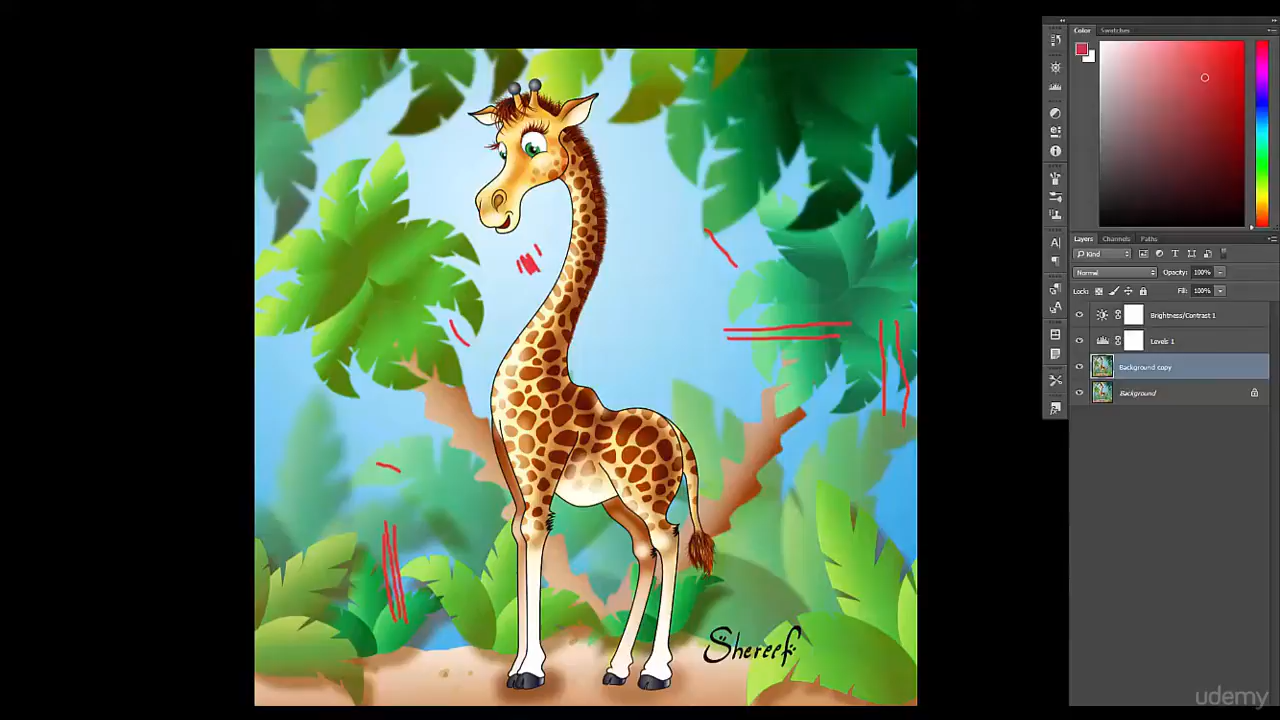 Color Swatches
Layers Channels Paths
Kind
Normal Opacity: 100%
Lock: Fill: 100%
Brightness/Contrast 1
Levels 1
Background copy
Background
Shereef
udemy